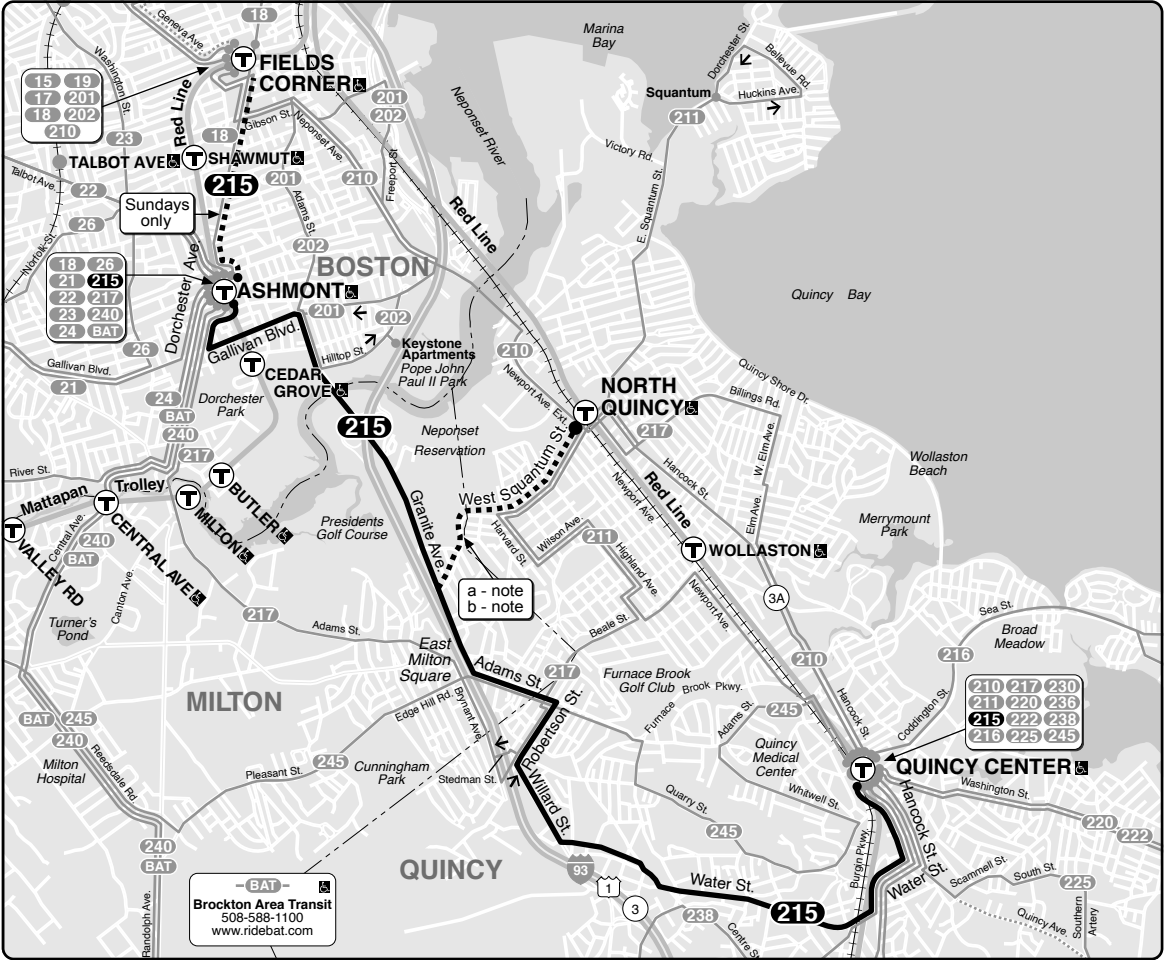 18
Geneva Ave.
Washington St.
FIELDS
CORNER
15 19
17 201
18 202
210
Red Line
23
18
Gibson St.
Neponset Ave.
201
202
TALBOT AVE
SHAWMUT
Talbot Ave.
22
215
201
210
Freeport St
Adams St.
Sundays
only
26
Norfolk St.
202
BOSTON
18 26
21 215
22 217
23 240
24 BAT
Dorchester Ave.
ASHMONT
Gallivan Blvd.
201
202
26
Hilltop St.
Keystone
Apartments
Pope John
Paul II Park
Gallivan Blvd.
21
CEDAR
GROVE
24
BAT
240
217
Dorchester
Park
215
Neponset
Reservation
Neponset River
Red Line
Marina
Bay
Dorchester St.
Bellevue Rd.
Squantum
Huckins Ave.
211
Victory Rd.
E. Squantum St.
Quincy Bay
210
Newport Ave. Ext.
NORTH
QUINCY
217
Quincy Shore Dr.
Billings Rd.
W. Elm Ave.
Hancock St.
Wollaston
Beach
River St.
Mattapan
Trolley
BUTLER
MILTON
CENTRAL AVE
VALLEY RD
Central Ave.
240
BAT
Canton Ave.
Turner's
Pond
Presidents
Golf Course
Granite Ave.
West Squantum St.
Harvard St.
Wilson Ave.
211
Highland Ave.
Newport Ave.
Red Line
Elm Ave.
Merrymount
Park
WOLLASTON
a - note
b - note
3A
217
Adams St.
East
Milton
Square
Beale St.
Newport Ave.
Sea St.
Broad
Meadow
216
MILTON
Adams St.
217
Furnace Brook
Golf Club
Brook Pkwy.
Furnace
210
Hancock St.
Coddington St.
BAT
245
240
Milton
Hospital
Reedsdale Rd.
Edge Hill Rd.
Brynant Ave.
Robertson St.
Adams St.
245
210 217 230
211 220 236
215 222 238
216 225 245
Pleasant St.
245
Cunningham
Park
Stedman St.
Willard St.
Quincy
Medical
Center
Whitwell St.
QUINCY CENTER
Washington St.
220
222
Quarry St.
245
Hancock St.
240
BAT
QUINCY
93
1
3
Water St.
215
Burgin Pkwy.
Water St.
Scammell St.
South St.
225
Quincy Ave.
Southern
Artery
238
Centre St.
Randolph Ave.
BAT
Brockton Area Transit
508-588-1100
www.ridebat.com